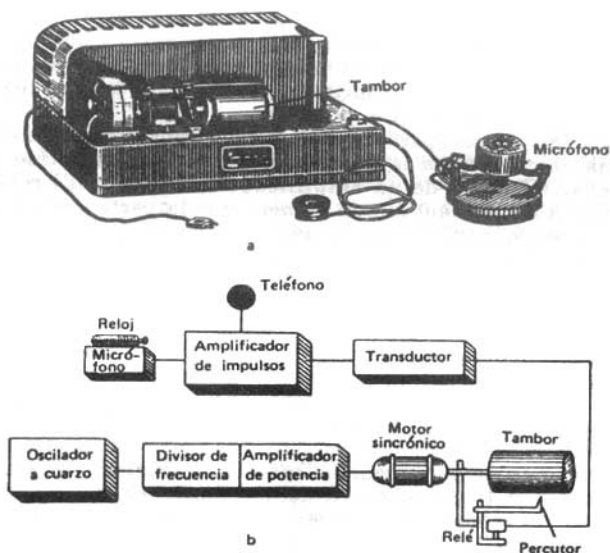 Tambor
Micrófono
a
Teléfono
Reloj
Micró-
fono
Amplificador
de impulsos
Transductor
Oscilador
a cuarzo
Divisor de
frecuencia
Amplificador
de potencia
Motor
sincrónico
Tambor
Relé
Percutor
b